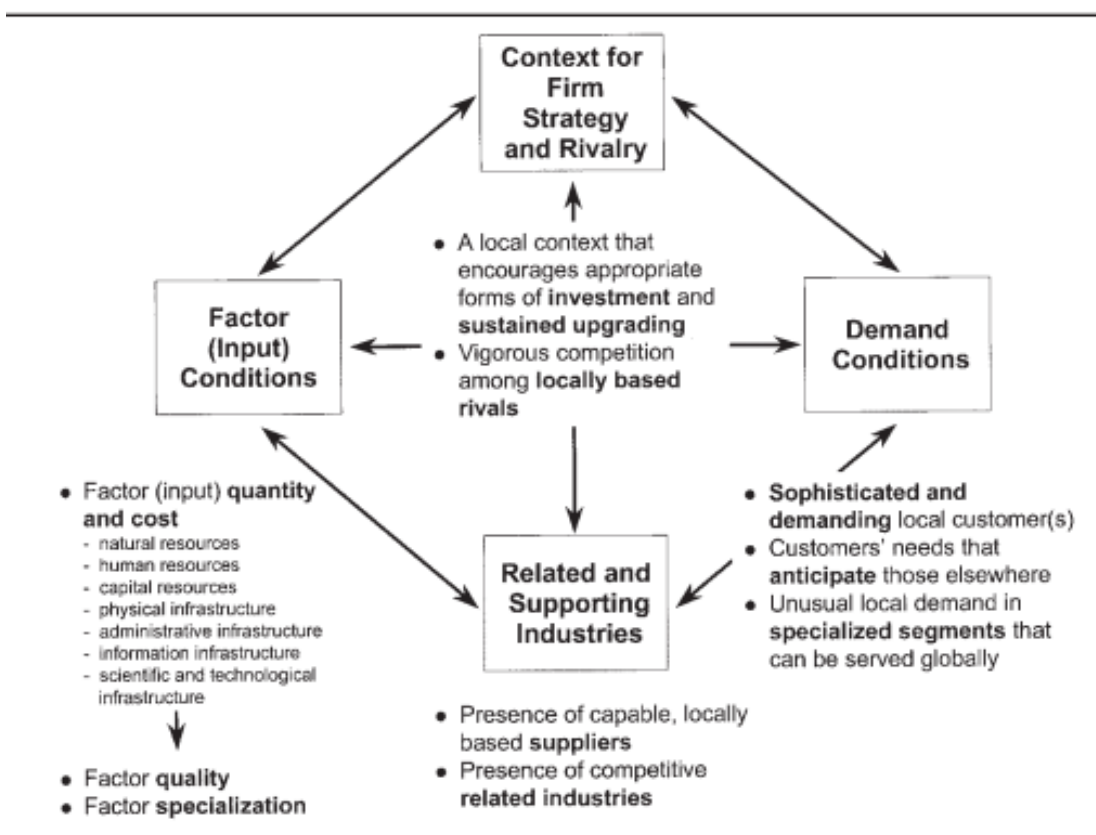 Context for
Firm
Strategy
and Rivalry
● A local context that
encourages appropriate
forms of investment and
sustained upgrading
● Vigorous competition
among locally based
rivals
Factor
(Input)
Conditions
Demand
Conditions
● Factor (input) quantity
and cost
- natural resources
- human resources
- capital resources
- physical infrastructure
- administrative infrastructure
- information infrastructure
- scientific and technological
infrastructure
● Factor quality
● Factor specialization
Related and
Supporting
Industries
● Presence of capable, locally
based suppliers
● Presence of competitive
related industries
● Sophisticated and
demanding local customer(s)
● Customers' needs that
anticipate those elsewhere
● Unusual local demand in
specialized segments that
can be served globally